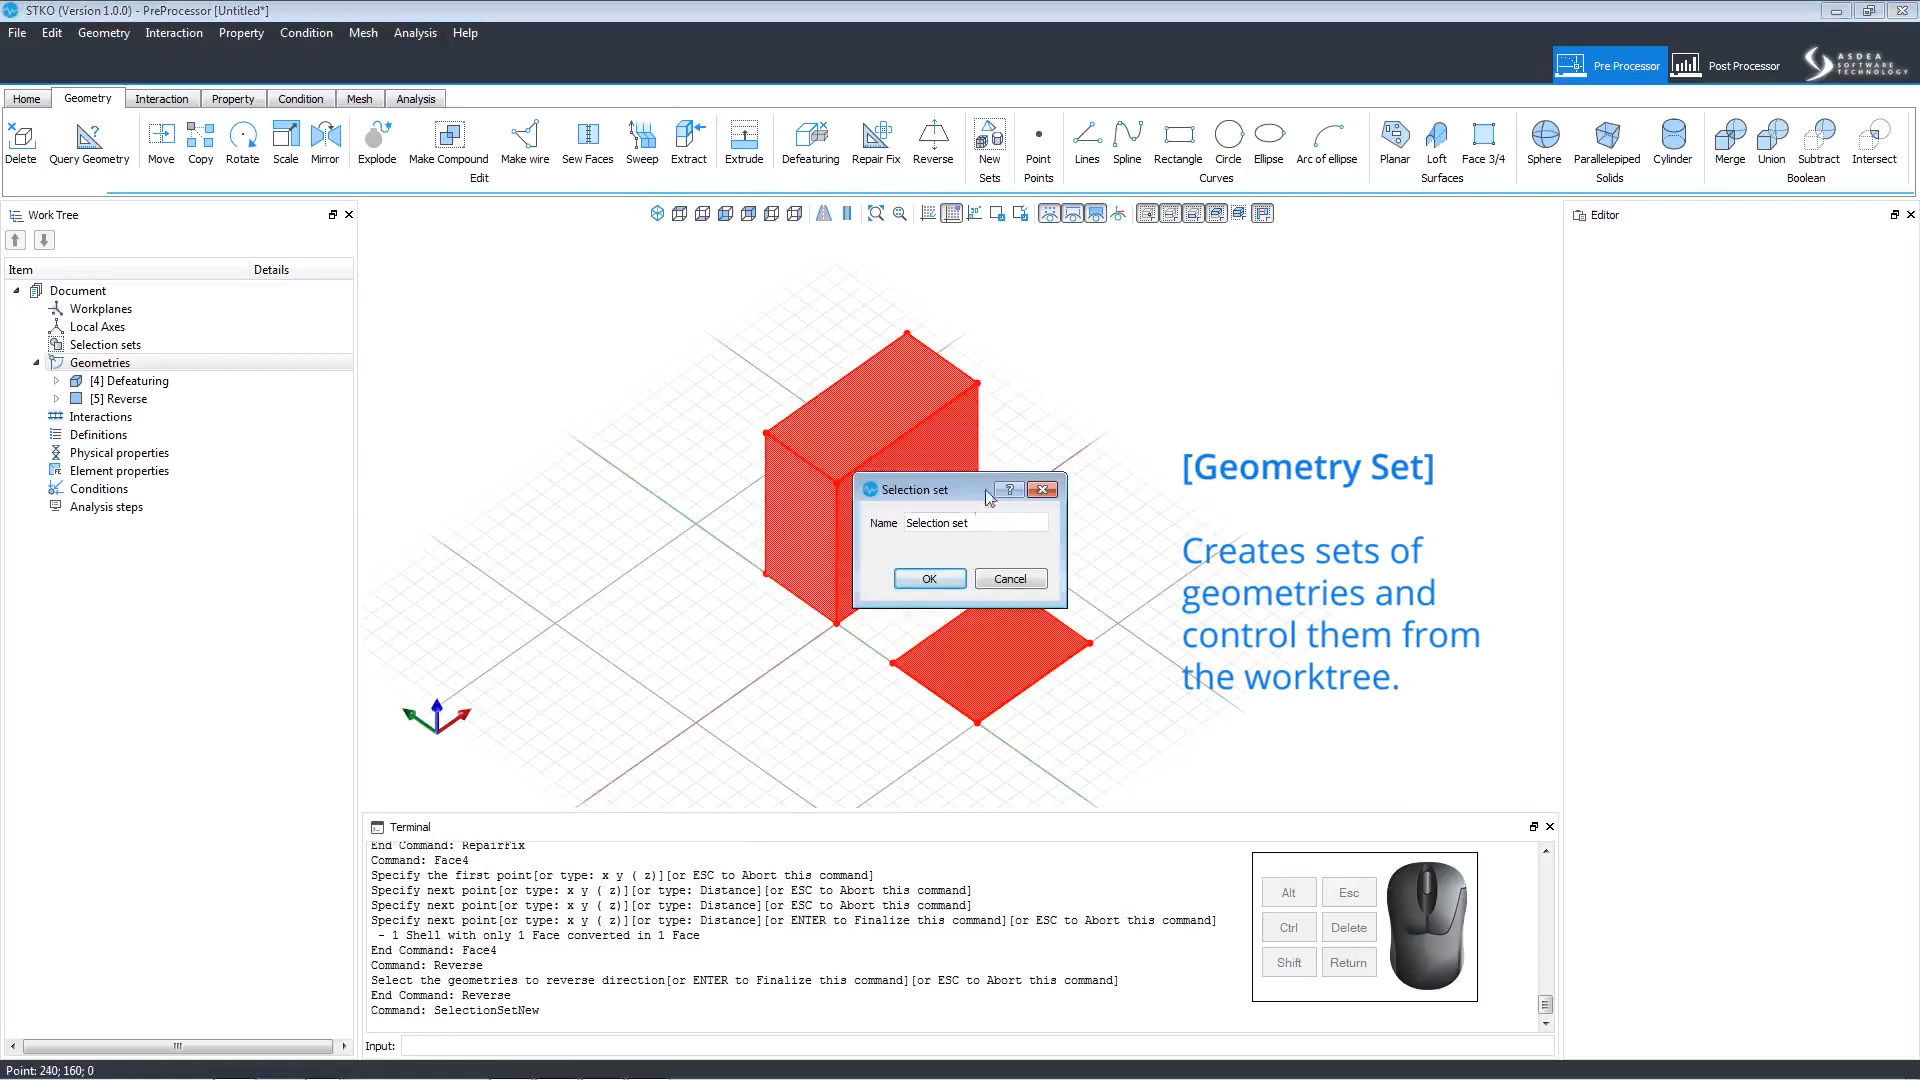 STKO (Version 1.0.0) - PreProcessor [Untitled*]
File Edit Geometry Interaction Property Condition Mesh Analysis Help
Pre Processor Post Processor
ASDEA
SOFTWARE
TECHNOLOGY
Home Geometry Interaction Property Condition Mesh Analysis
Delete Query Geometry Move Copy Rotate Scale Mirror Explode Make Compound Make wire Sew Faces Sweep Extract Extrude Defeaturing Repair Fix Reverse New Point Lines Spline Rectangle Circle Ellipse Arc of ellipse Planar Loft Face 3/4 Sphere Parallelepiped Cylinder Merge Union Subtract Intersect
Edit Sets Points Curves Surfaces Solids Boolean
Work Tree
Editor
Item Details
Document
Workplanes
Local Axes
Selection sets
Geometries
[4] Defeaturing
[5] Reverse
Interactions
Definitions
Physical properties
Element properties
Conditions
Analysis steps
Selection set
Name Selection set
OK Cancel
[Geometry Set]
Creates sets of
geometries and
control them from
the worktree.
Terminal
End Command: RepairFix
Command: Face4
Specify the first point[or type: x y ( z)][or ESC to Abort this command]
Specify next point[or type: x y ( z)][or type: Distance][or ESC to Abort this command]
Specify next point[or type: x y ( z)][or type: Distance][or ESC to Abort this command]
Specify next point[or type: x y ( z)][or type: Distance][or ENTER to Finalize this command][or ESC to Abort this command]
- 1 Shell with only 1 Face converted in 1 Face
End Command: Face4
Command: Reverse
Select the geometries to reverse direction[or ENTER to Finalize this command][or ESC to Abort this command]
End Command: Reverse
Command: SelectionSetNew
Alt Esc
Ctrl Delete
Shift Return
Input:
Point: 240; 160; 0